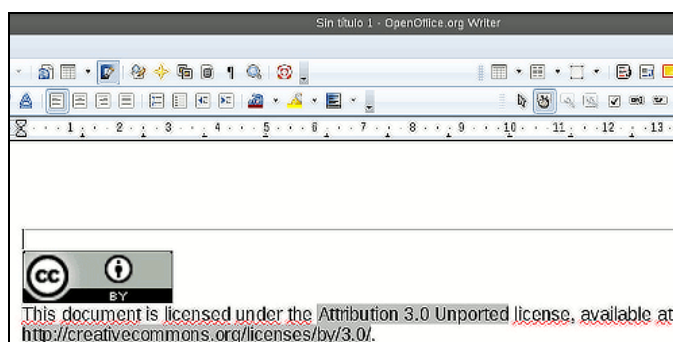 Sin título 1 - OpenOffice.org Writer
1 2 3 4 5 6 7 8 9 10 11 12 13
cc BY
This document is licensed under the Attribution 3.0 Unported license, available at
http://creativecommons.org/licenses/by/3.0/.